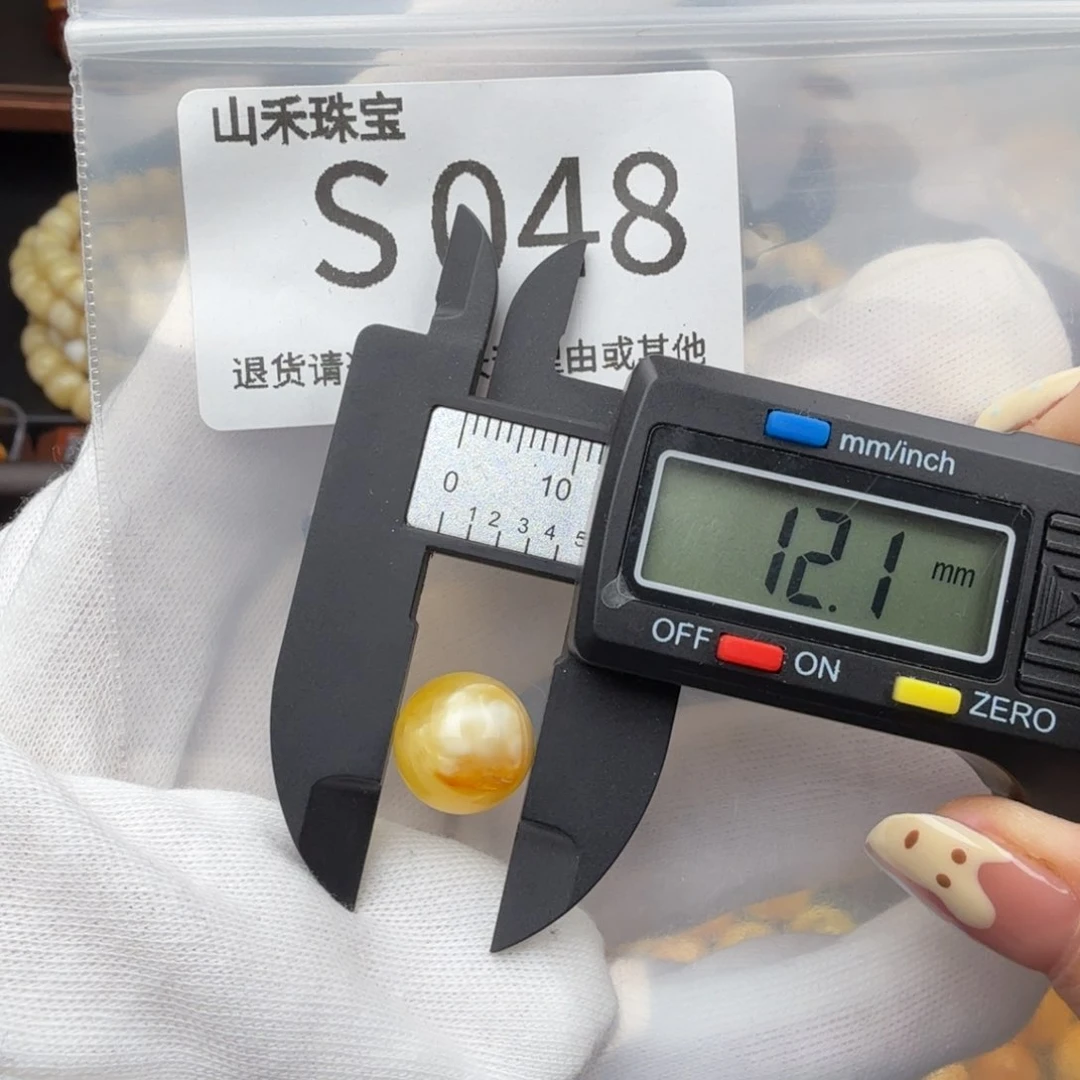 山禾珠宝
S048
退货请 由或其他
mm/inch
0 10
1 2 3 4 5
12.1 mm
OFF ON
ZERO